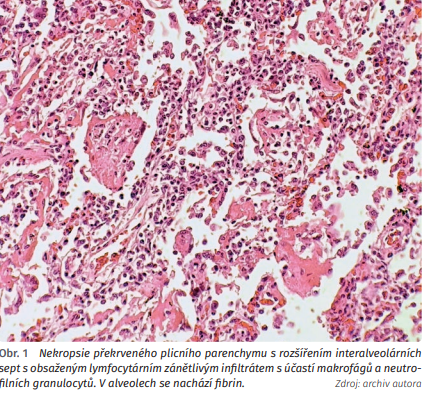 Obr. 1 Nekropsie překrveného plicního parenchymu s rozšířením interalveolárních
sept s obsaženým lymfocytárním zánětlivým infiltrátem s účastí makrofágů a neutro-
filních granulocytů. V alveolech se nachází fibrin. Zdroj: archiv autora